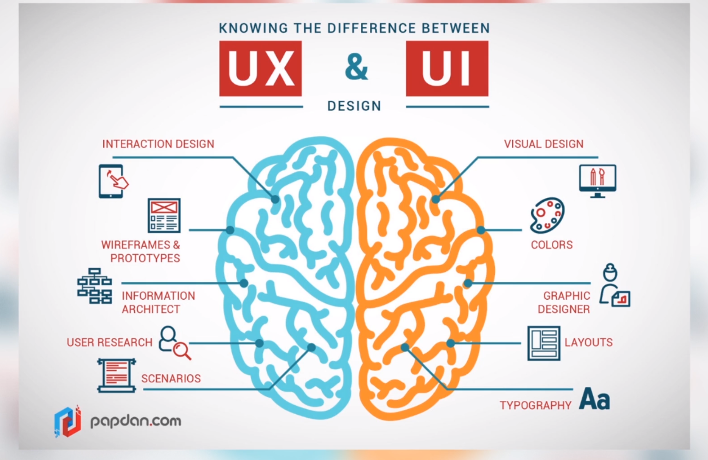 KNOWING THE DIFFERENCE BETWEEN
UX & UI
DESIGN
INTERACTION DESIGN
WIREFRAMES &
PROTOTYPES
INFORMATION
ARCHITECT
USER RESEARCH
SCENARIOS
VISUAL DESIGN
COLORS
GRAPHIC
DESIGNER
LAYOUTS
TYPOGRAPHY Aa
papdan.com